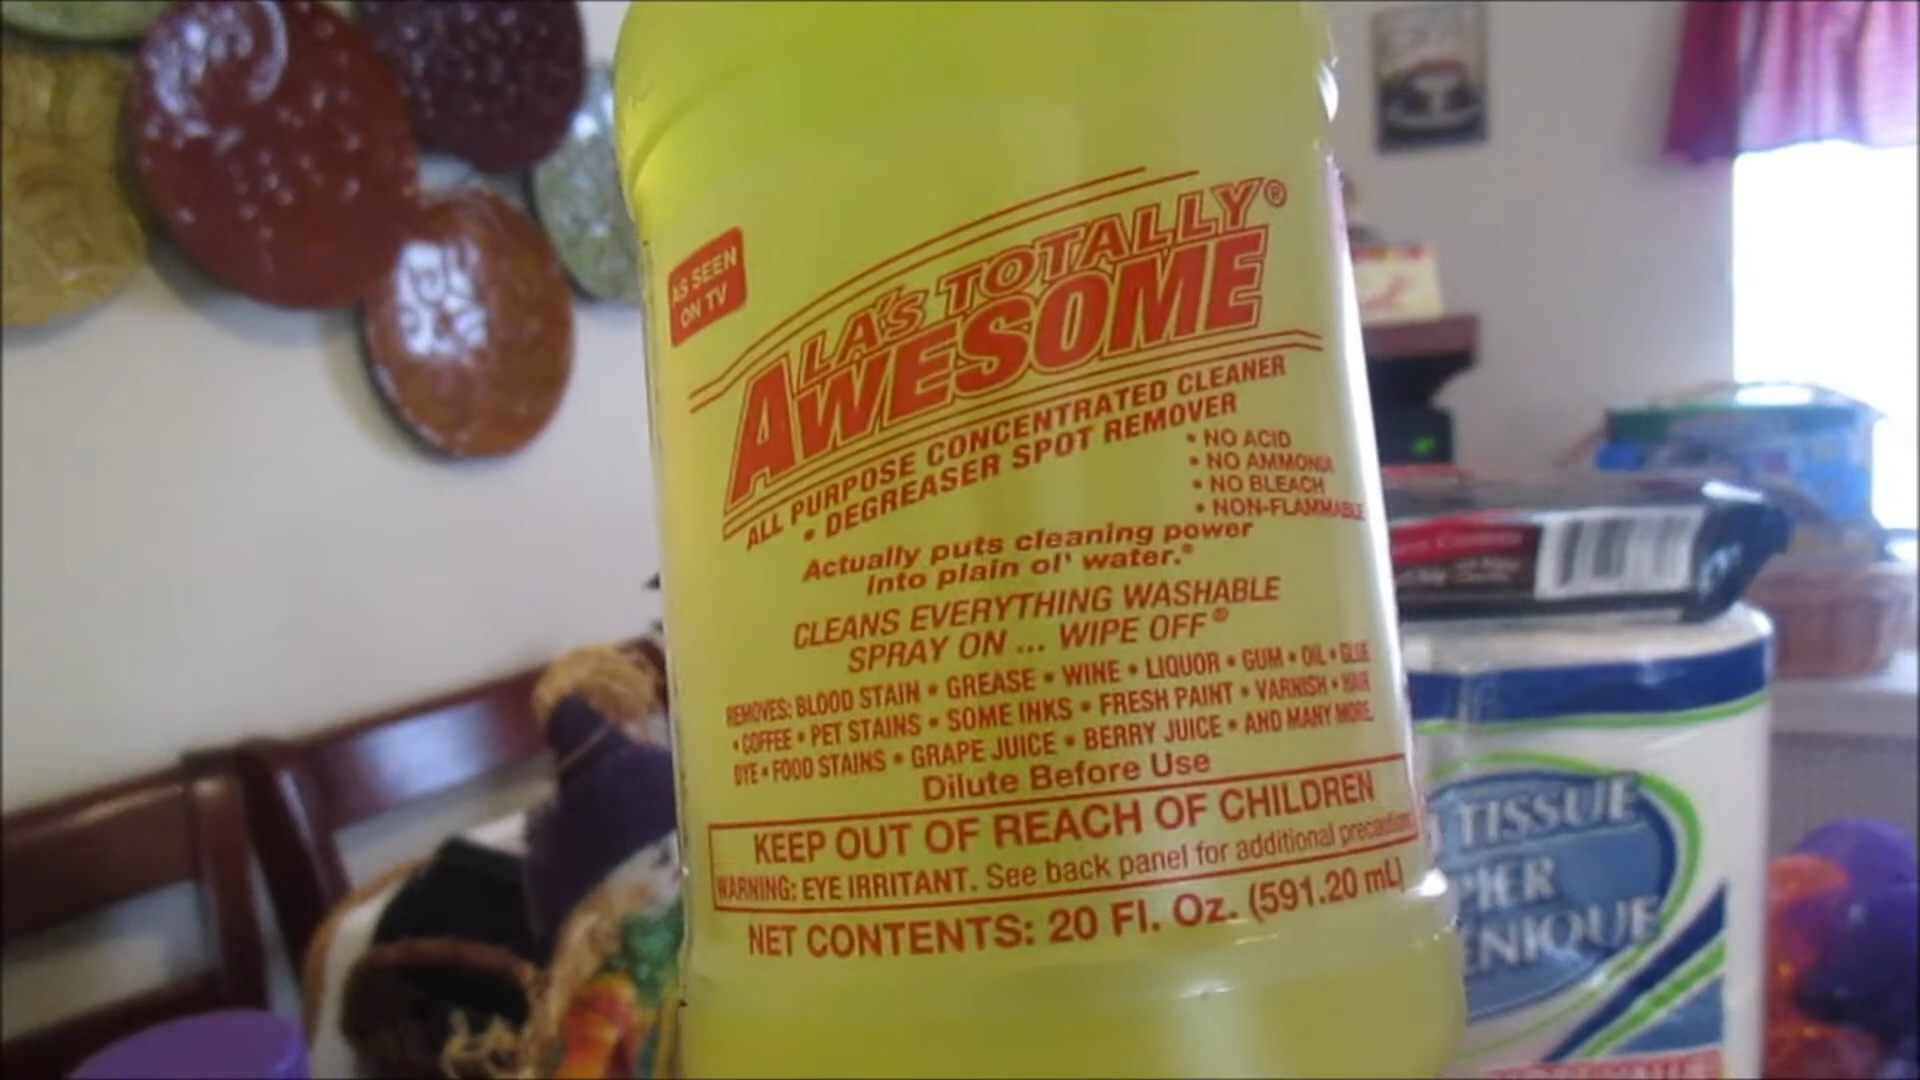 AS SEEN
ON TV
LA'S TOTALLY®
AWESOME
ALL PURPOSE CONCENTRATED CLEANER
• DEGREASER SPOT REMOVER
• NO ACID
• NO AMMONIA
• NO BLEACH
• NON-FLAMMABLE
Actually puts cleaning power
into plain ol' water.®
CLEANS EVERYTHING WASHABLE
SPRAY ON ... WIPE OFF®
REMOVES: BLOOD STAIN • GREASE • WINE • LIQUOR • GUM • OIL • GLUE
• COFFEE • PET STAINS • SOME INKS • FRESH PAINT • VARNISH • HAIR
DYE • FOOD STAINS • GRAPE JUICE • BERRY JUICE • AND MANY MORE.
Dilute Before Use
KEEP OUT OF REACH OF CHILDREN
WARNING: EYE IRRITANT. See back panel for additional precaution
NET CONTENTS: 20 Fl. Oz. (591.20 mL)
TISSUE
PIER
ENIQUE